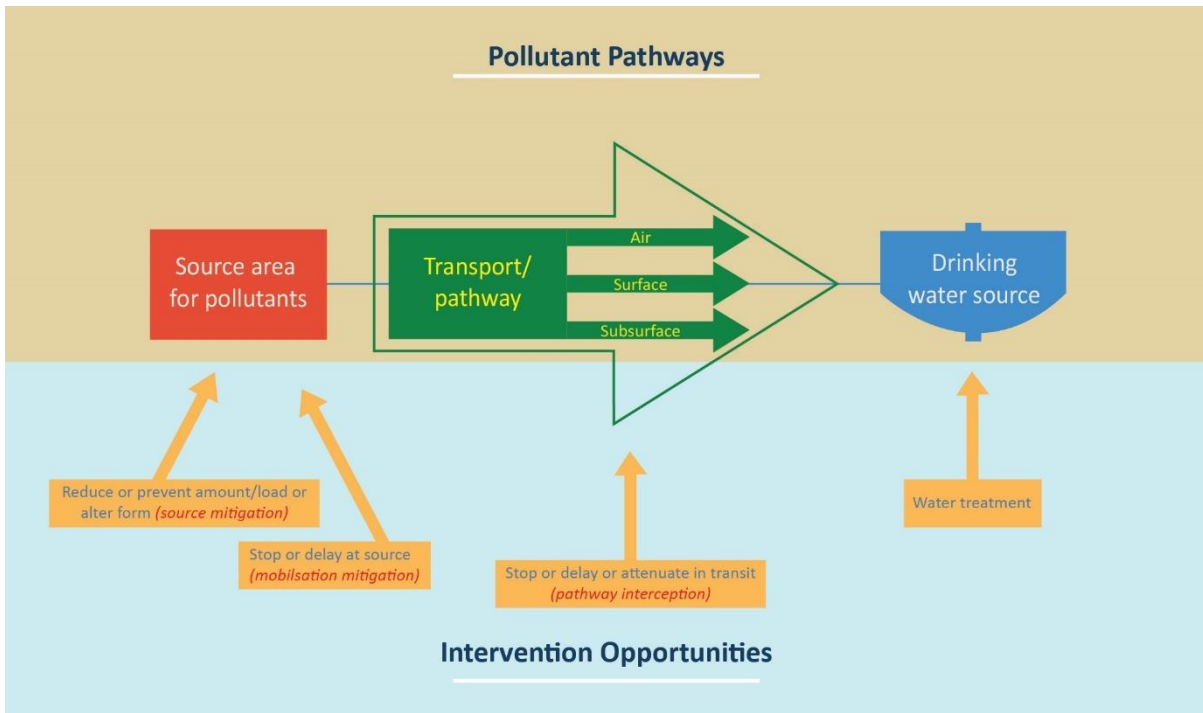 Pollutant Pathways
Source area
for pollutants
Transport/
pathway
Air
Surface
Subsurface
Drinking
water source
Reduce or prevent amount/load or
alter form (source mitigation)
Stop or delay at source
(mobilsation mitigation)
Stop or delay or attenuate in transit
(pathway interception)
Water treatment
Intervention Opportunities